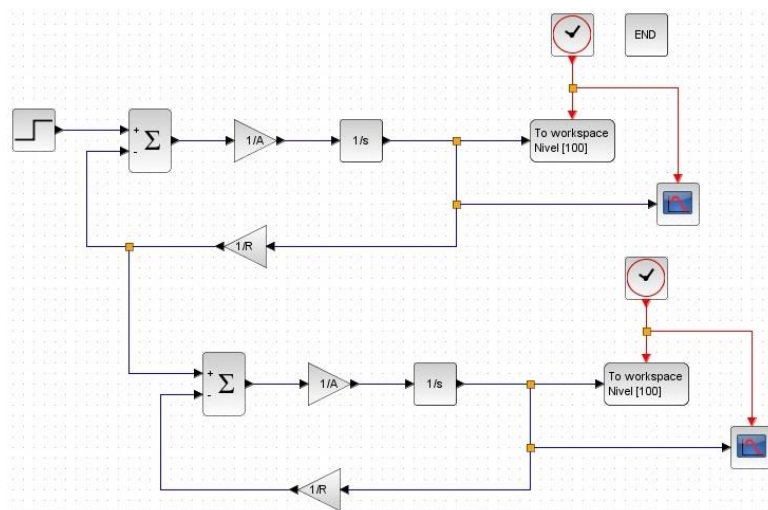 END
+
-
Σ
1/A
1/s
To workspace
Nivel [100]
1/R
+
-
Σ
1/A
1/s
To workspace
Nivel [100]
1/R